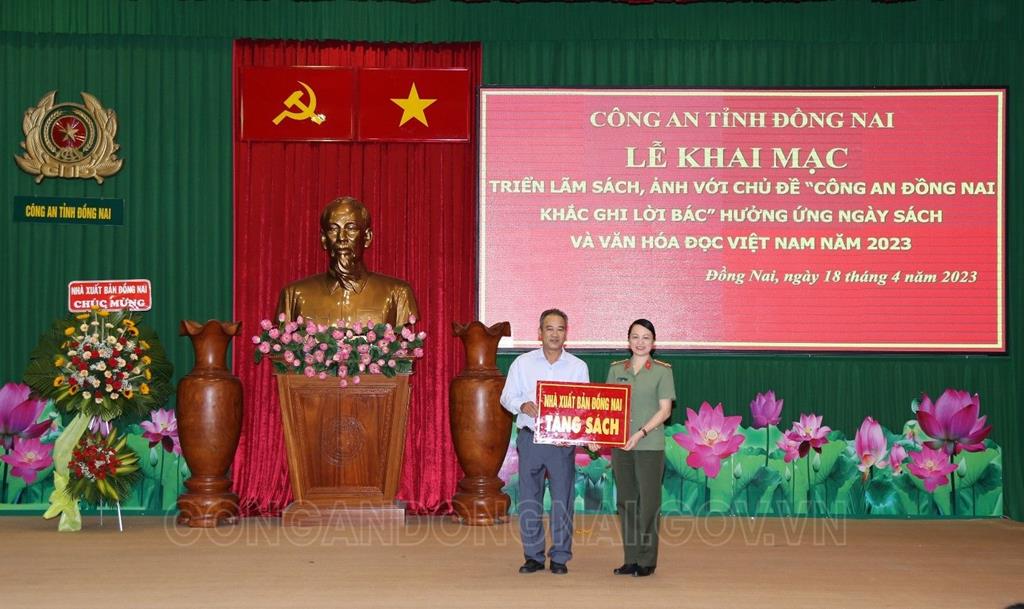 CÔNG AN TỈNH ĐỒNG NAI
LỄ KHAI MẠC
TRIỂN LÃM SÁCH, ẢNH VỚI CHỦ ĐỀ “CÔNG AN ĐỒNG NAI
KHẮC GHI LỜI BÁC” HƯỞNG ỨNG NGÀY SÁCH
VÀ VĂN HÓA ĐỌC VIỆT NAM NĂM 2023
Đồng Nai, ngày 18 tháng 4 năm 2023
CÔNG AN TỈNH ĐỒNG NAI
NHÀ XUẤT BẢN ĐỒNG NAI
CHÚC MỪNG
NHÀ XUẤT BẢN ĐỒNG NAI
TẶNG SÁCH
CONGANDONGNAI.GOV.VN